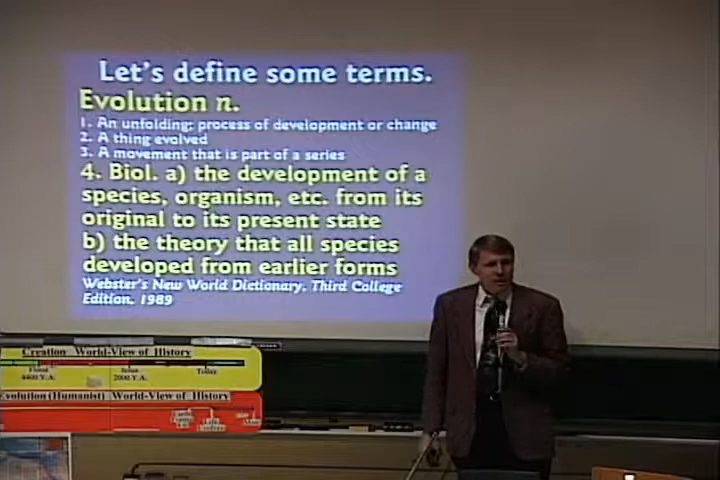 Let's define some terms.
Evolution n.
1. An unfolding; process of development or change
2. A thing evolved
3. A movement that is part of a series
4. Biol. a) the development of a
species, organism, etc. from its
original to its present state
b) the theory that all species
developed from earlier forms
Webster's New World Dictionary, Third College
Edition, 1989
Creation World-View of History
Flood
4400 Y.A.
Jesus
2000 Y.A.
Today
Evolution (Humanist) World-View of History
Man